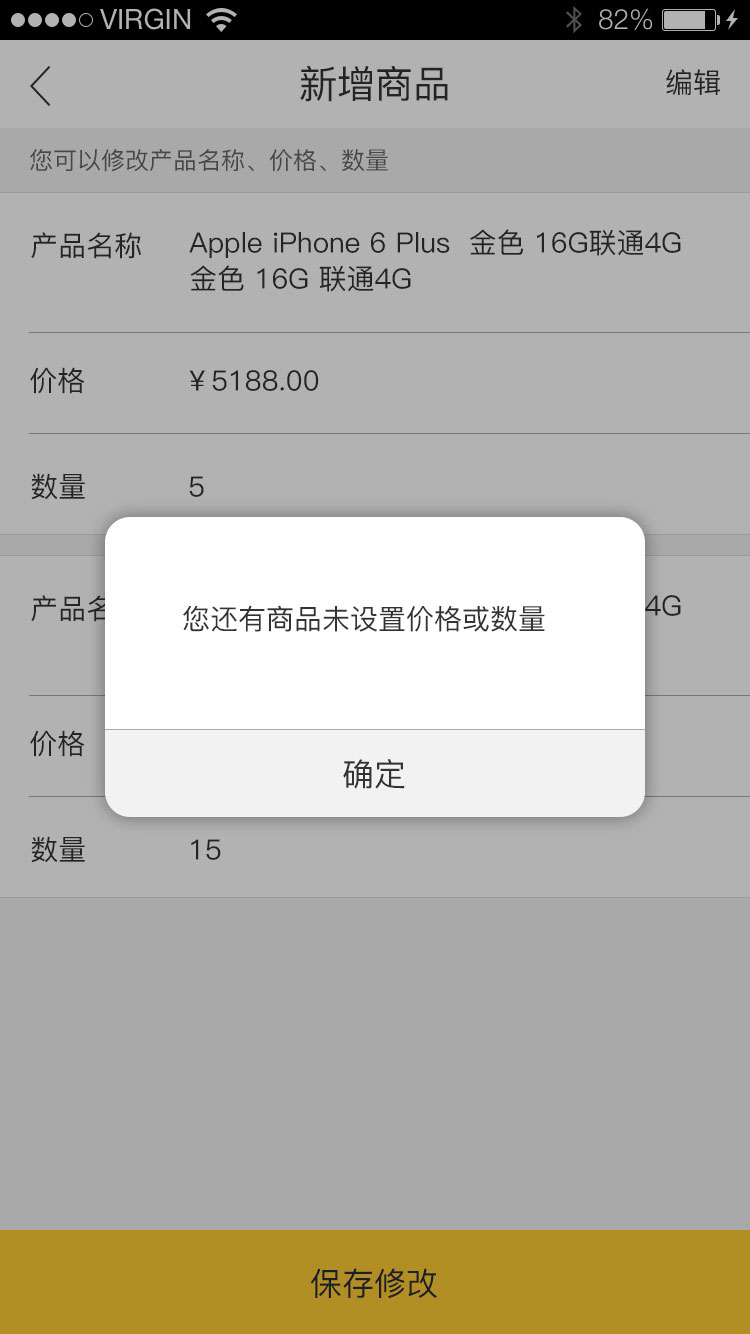 VIRGIN 82%
新增商品 编辑
您可以修改产品名称、价格、数量
产品名称 Apple iPhone 6 Plus 金色 16G联通4G
金色 16G 联通4G
价格 ¥5188.00
数量 5
产品名 4G
您还有商品未设置价格或数量
价格
确定
数量 15
保存修改